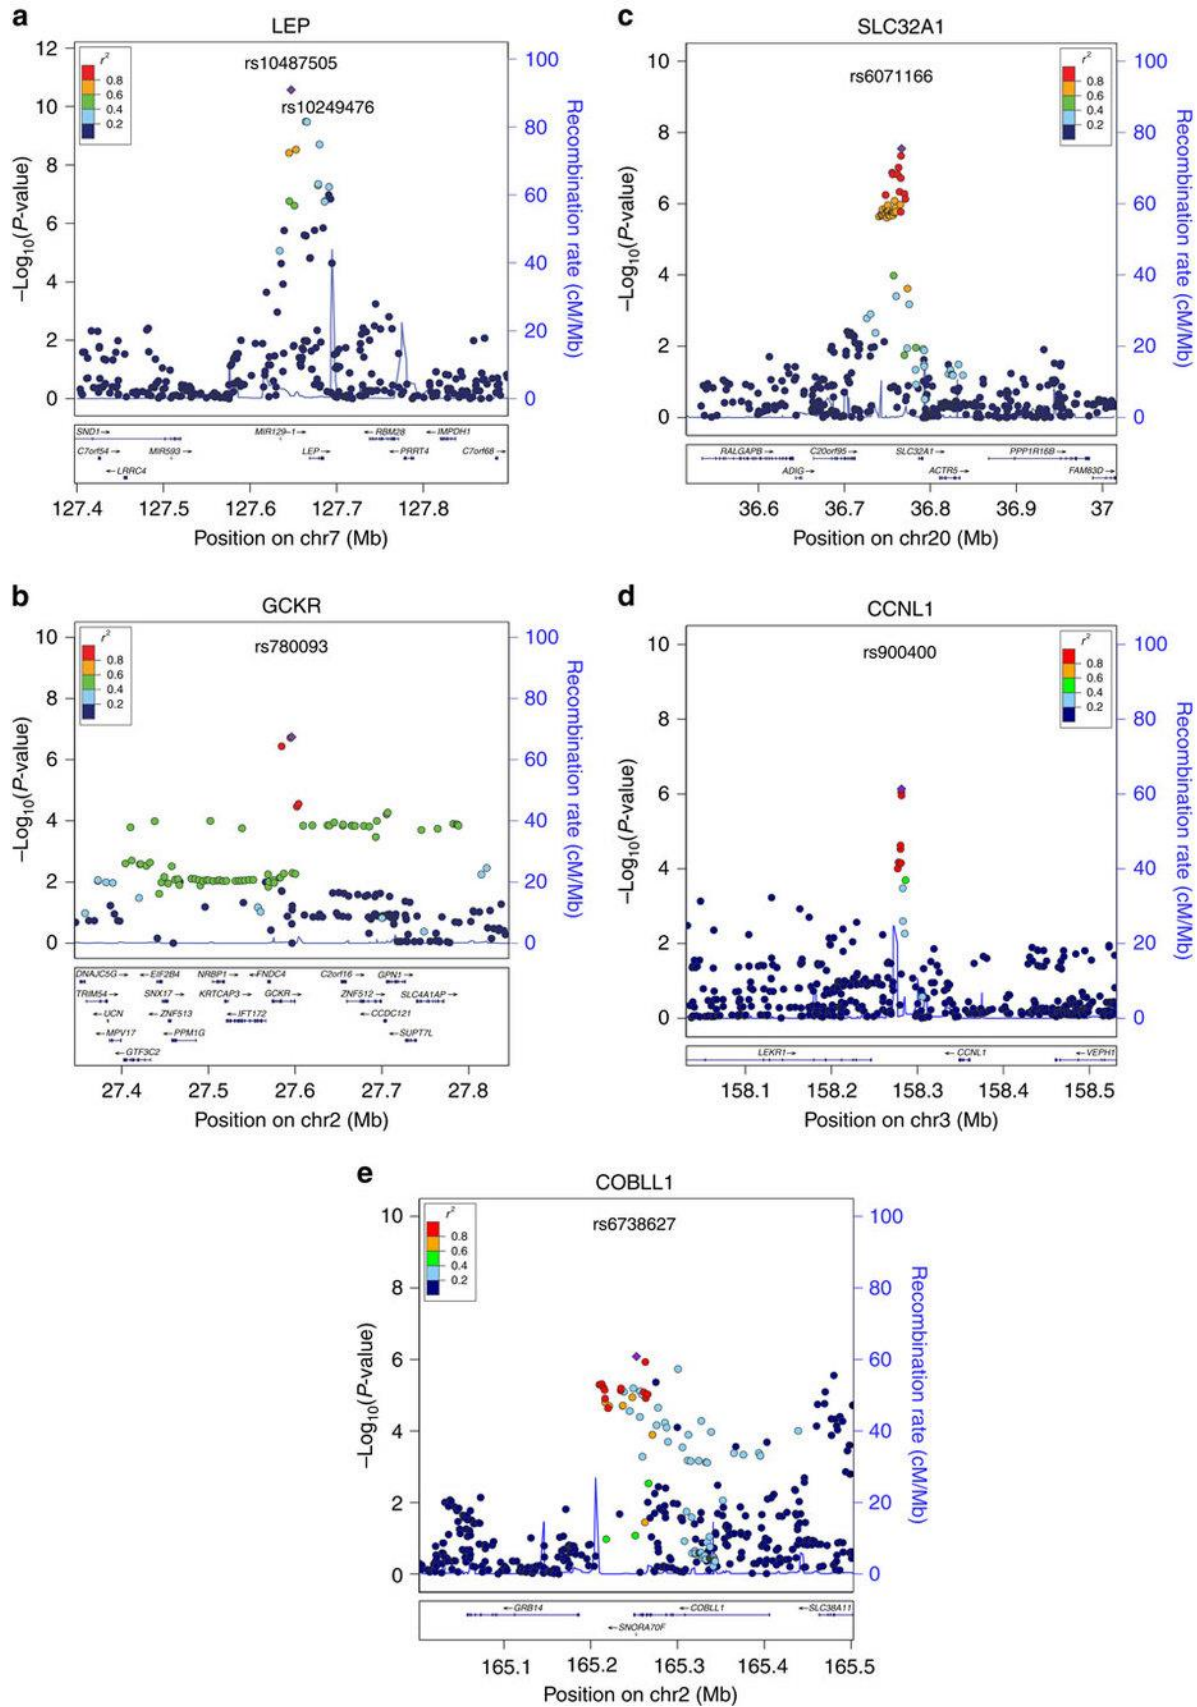 a
LEP
r2
0.8
0.6
0.4
0.2
rs10487505
rs10249476
12
10
8
6
4
2
0
–Log10(P-value)
100
80
60
40
20
0
Recombination rate (cM/Mb)
SND1→ MIR129–1→ ←RBM28 ←IMPDH1
C7orf54→ MIR593→ LEP→ ←PRRT4 C7orf68→
←LRRC4
127.4 127.5 127.6 127.7 127.8
Position on chr7 (Mb)
c
SLC32A1
rs6071166
r2
0.8
0.6
0.4
0.2
10
8
6
4
2
0
–Log10(P-value)
100
80
60
40
20
0
Recombination rate (cM/Mb)
RALGAPB→ C20orf95→ SLC32A1→ PPP1R16B→
ADIG→ ACTR5→ FAM83D→
36.6 36.7 36.8 36.9 37
Position on chr20 (Mb)
b
GCKR
r2
0.8
0.6
0.4
0.2
rs780093
10
8
6
4
2
0
–Log10(P-value)
100
80
60
40
20
0
Recombination rate (cM/Mb)
DNAJC5G→ ←EIF2B4 NRBP1→ ←FNDC4 C2orf16→ GPN1→
TRIM54→ SNX17→ KRTCAP3→ GCKR→ ZNF512→ SLC4A1AP→
←UCN ←ZNF513 ←IFT172 ←CCDC121
←MPV17 ←PPM1G ←SUPT7L
←GTF3C2
27.4 27.5 27.6 27.7 27.8
Position on chr2 (Mb)
d
CCNL1
rs900400
r2
0.8
0.6
0.4
0.2
10
8
6
4
2
0
–Log10(P-value)
100
80
60
40
20
0
Recombination rate (cM/Mb)
LEKR1→ ←CCNL1 ←VEPH1
158.1 158.2 158.3 158.4 158.5
Position on chr3 (Mb)
e
COBLL1
r2
0.8
0.6
0.4
0.2
rs6738627
10
8
6
4
2
0
–Log10(P-value)
100
80
60
40
20
0
Recombination rate (cM/Mb)
←GRB14 ←COBLL1 ←SLC38A11
←SNORA70F
165.1 165.2 165.3 165.4 165.5
Position on chr2 (Mb)